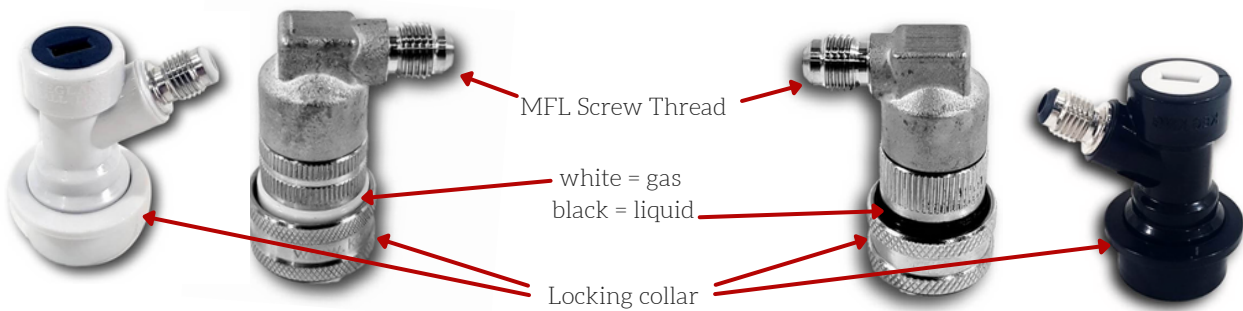 MFL Screw Thread
white = gas
black = liquid
Locking collar